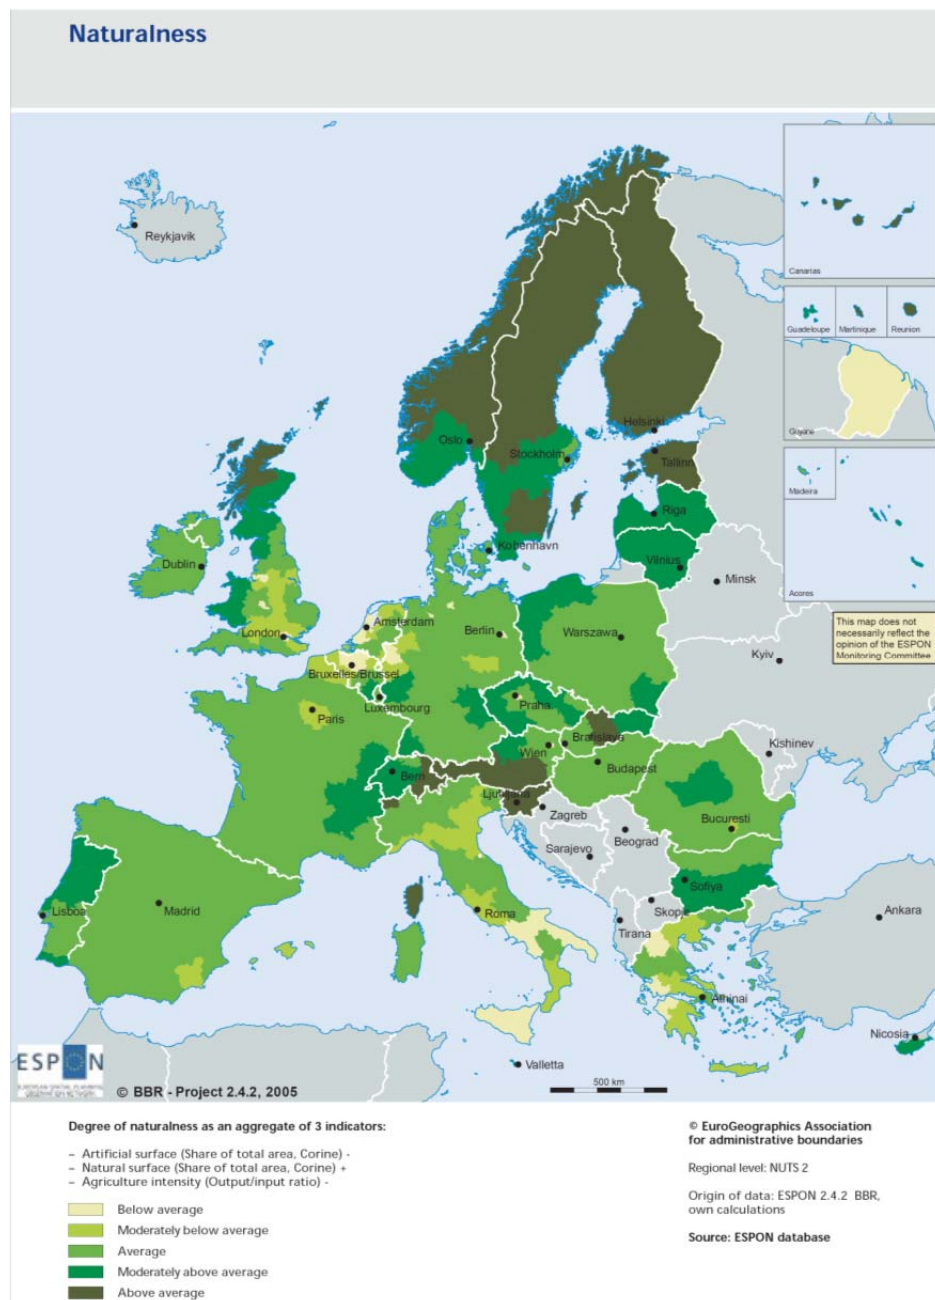 Naturalness
Reykjavik
Canarias
Guadeloupe
Martinique
Reunion
Guyane
Madeira
Acores
Oslo
Stockholm
Helsinki
Tallinn
Riga
Vilnius
Minsk
Kobenhavn
Dublin
London
Amsterdam
Berlin
Warszawa
Kyiv
This map does not
necessarily reflect the
opinion of the ESPON
Monitoring Committee
Bruxelles/Brussel
Luxembourg
Paris
Praha
Kishinev
Bratislava
Wien
Budapest
Bern
Ljubljana
Zagreb
Bucuresti
Beograd
Sarajevo
Sofiya
Skopje
Tirana
Roma
Madrid
Lisboa
Ankara
Athinai
Nicosia
Valletta
ESPON
© BBR - Project 2.4.2, 2005
500 km
Degree of naturalness as an aggregate of 3 indicators:
– Artificial surface (Share of total area, Corine) -
– Natural surface (Share of total area, Corine) +
– Agriculture intensity (Output/input ratio) -
Below average
Moderately below average
Average
Moderately above average
Above average
© EuroGeographics Association
for administrative boundaries
Regional level: NUTS 2
Origin of data: ESPON 2.4.2 BBR,
own calculations
Source: ESPON database